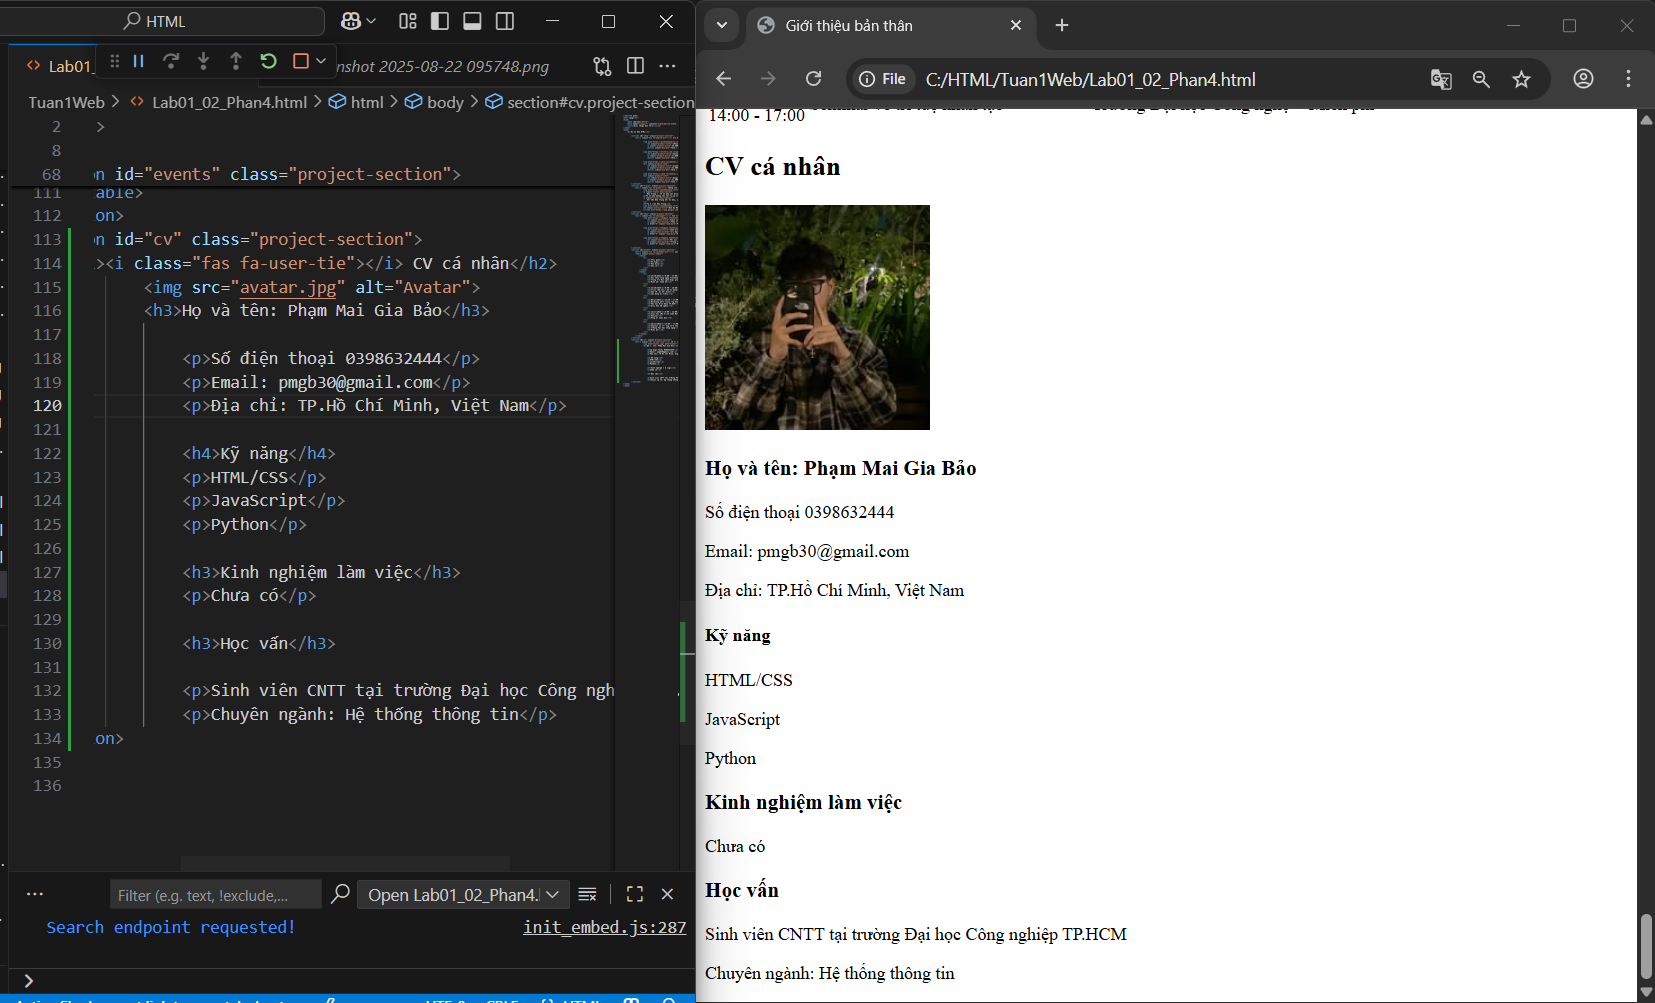 HTML
Lab01_
nshot 2025-08-22 095748.png
Tuan1Web > Lab01_02_Phan4.html > html > body > section#cv.project-section
2 >
8
68 on id="events" class="project-section">
111 able>
112 on>
113 on id="cv" class="project-section">
114 ><i class="fas fa-user-tie"></i> CV cá nhân</h2>
115 <img src="avatar.jpg" alt="Avatar">
116 <h3>Họ và tên: Phạm Mai Gia Bảo</h3>
117
118 <p>Số điện thoại 0398632444</p>
119 <p>Email: pmgb30@gmail.com</p>
120 <p>Địa chỉ: TP.Hồ Chí Minh, Việt Nam</p>
121
122 <h4>Kỹ năng</h4>
123 <p>HTML/CSS</p>
124 <p>JavaScript</p>
125 <p>Python</p>
126
127 <h3>Kinh nghiệm làm việc</h3>
128 <p>Chưa có</p>
129
130 <h3>Học vấn</h3>
131
132 <p>Sinh viên CNTT tại trường Đại học Công ngh
133 <p>Chuyên ngành: Hệ thống thông tin</p>
134 on>
135
136
Filter (e.g. text, !exclude,...
Open Lab01_02_Phan4.
Search endpoint requested! init_embed.js:287
Giới thiệu bản thân
File C:/HTML/Tuan1Web/Lab01_02_Phan4.html
14:00 - 17:00
CV cá nhân
Họ và tên: Phạm Mai Gia Bảo
Số điện thoại 0398632444
Email: pmgb30@gmail.com
Địa chỉ: TP.Hồ Chí Minh, Việt Nam
Kỹ năng
HTML/CSS
JavaScript
Python
Kinh nghiệm làm việc
Chưa có
Học vấn
Sinh viên CNTT tại trường Đại học Công nghiệp TP.HCM
Chuyên ngành: Hệ thống thông tin